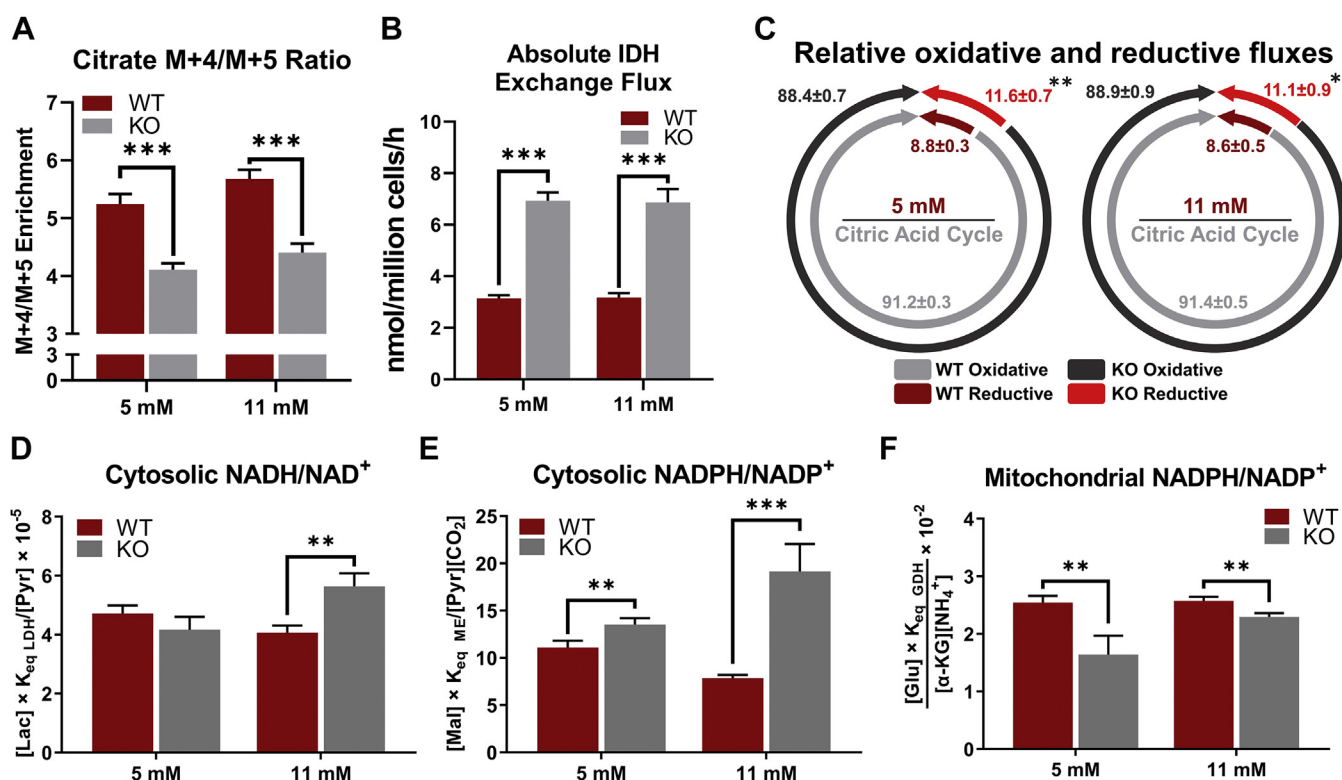 A
Citrate M+4/M+5 Ratio
WT
KO
M+4/M+5 Enrichment
7
6
5
4
3
3
0
***
***
5 mM
11 mM
B
Absolute IDH
Exchange Flux
WT
KO
nmol/million cells/h
10
8
6
4
2
0
***
***
5 mM
11 mM
C
Relative oxidative and reductive fluxes
88.4±0.7
11.6±0.7
**
8.8±0.3
5 mM
Citric Acid Cycle
91.2±0.3
88.9±0.9
11.1±0.9
*
8.6±0.5
11 mM
Citric Acid Cycle
91.4±0.5
WT Oxidative
KO Oxidative
WT Reductive
KO Reductive
D
Cytosolic NADH/NAD⁺
WT
KO
[Lac] × Keq LDH/[Pyr] × 10⁻⁵
8
6
4
2
0
**
5 mM
11 mM
E
Cytosolic NADPH/NADP⁺
WT
KO
[Mal] × Keq ME/[Pyr][CO₂]
25
20
15
10
5
0
**
***
5 mM
11 mM
F
Mitochondrial NADPH/NADP⁺
WT
KO
[Glu] × Keq GDH × 10⁻²
[α-KG][NH₄⁺]
4
3
2
1
0
**
**
5 mM
11 mM